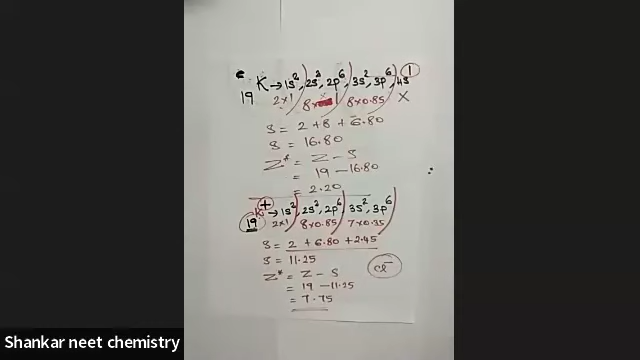 19 K → 1s², 2s², 2p⁶, 3s², 3p⁶, 4s¹
2×1 8×1 8×0.85 X
S = 2 + 8 + 6.80
S = 16.80
Z* = Z – S
= 19 – 16.80
= 2.20
19 K+ → 1s², 2s², 2p⁶, 3s², 3p⁶
2×1 8×0.85 7×0.35
S = 2 + 6.80 + 2.45
S = 11.25
Z* = Z – S
= 19 – 11.25
= 7.75
Cl⁻
Shankar neet chemistry